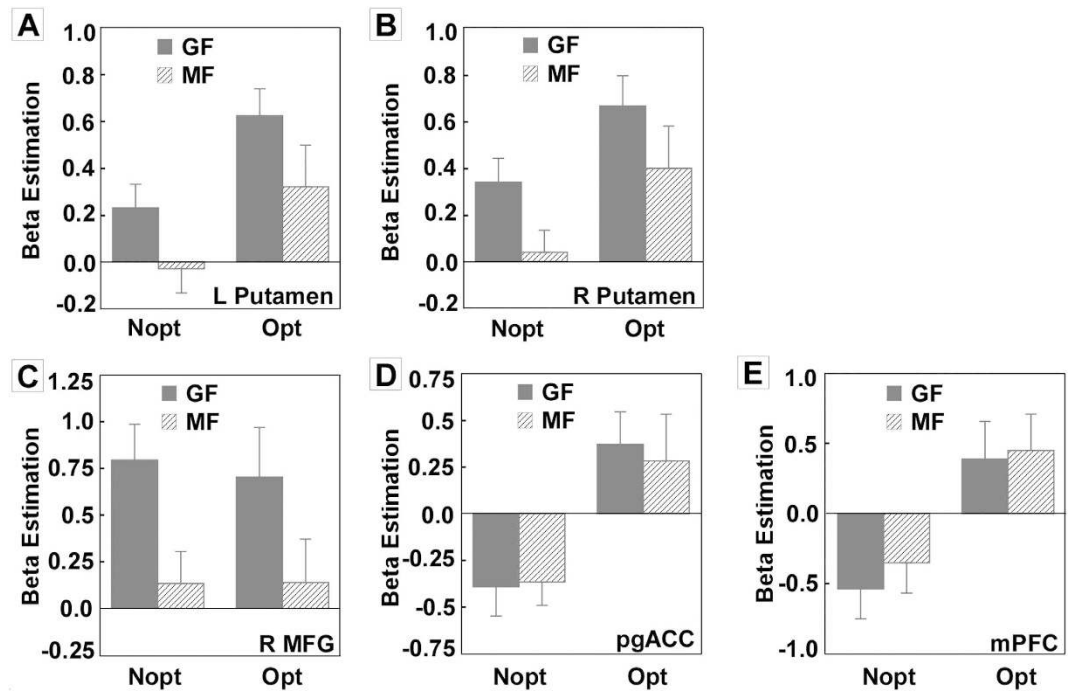 A
Beta Estimation
1.0
0.8
0.6
0.4
0.2
0.0
-0.2
GF
MF
L Putamen
Nopt Opt
B
Beta Estimation
1.0
0.8
0.6
0.4
0.2
0.0
-0.2
GF
MF
R Putamen
Nopt Opt
C
Beta Estimation
1.25
1.0
0.75
0.5
0.25
0.0
-0.25
GF
MF
R MFG
Nopt Opt
D
Beta Estimation
0.75
0.5
0.25
0.0
-0.25
-0.5
-0.75
GF
MF
pgACC
Nopt Opt
E
Beta Estimation
1.0
0.5
0.0
-0.5
-1.0
GF
MF
mPFC
Nopt Opt